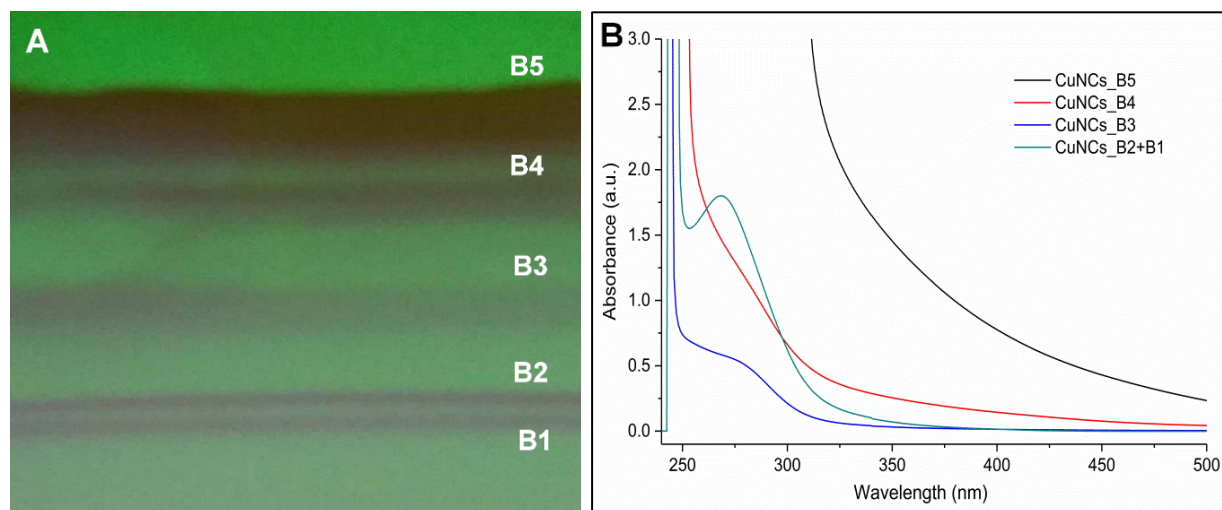 A
B5
B4
B3
B2
B1
B
CuNCs_B5
CuNCs_B4
CuNCs_B3
CuNCs_B2+B1
Absorbance (a.u.)
3.0
2.5
2.0
1.5
1.0
0.5
0.0
250 300 350 400 450 500
Wavelength (nm)